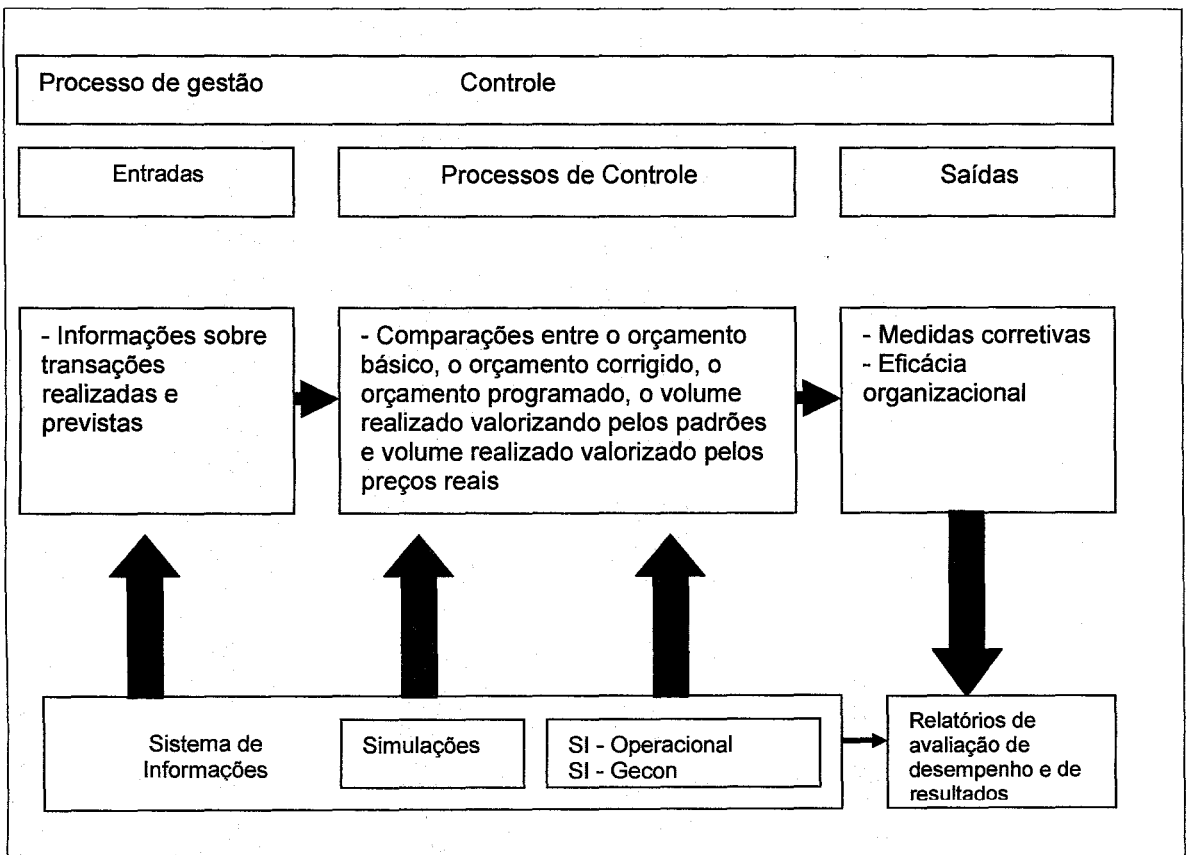 Processo de gestão Controle
Entradas
Processos de Controle
Saídas
- Informações sobre
transações
realizadas e
previstas
- Comparações entre o orçamento
básico, o orçamento corrigido, o
orçamento programado, o volume
realizado valorizando pelos padrões
e volume realizado valorizado pelos
preços reais
- Medidas corretivas
- Eficácia
organizacional
Sistema de
Informações
Simulações
SI - Operacional
SI - Gecon
Relatórios de
avaliação de
desempenho e de
resultados